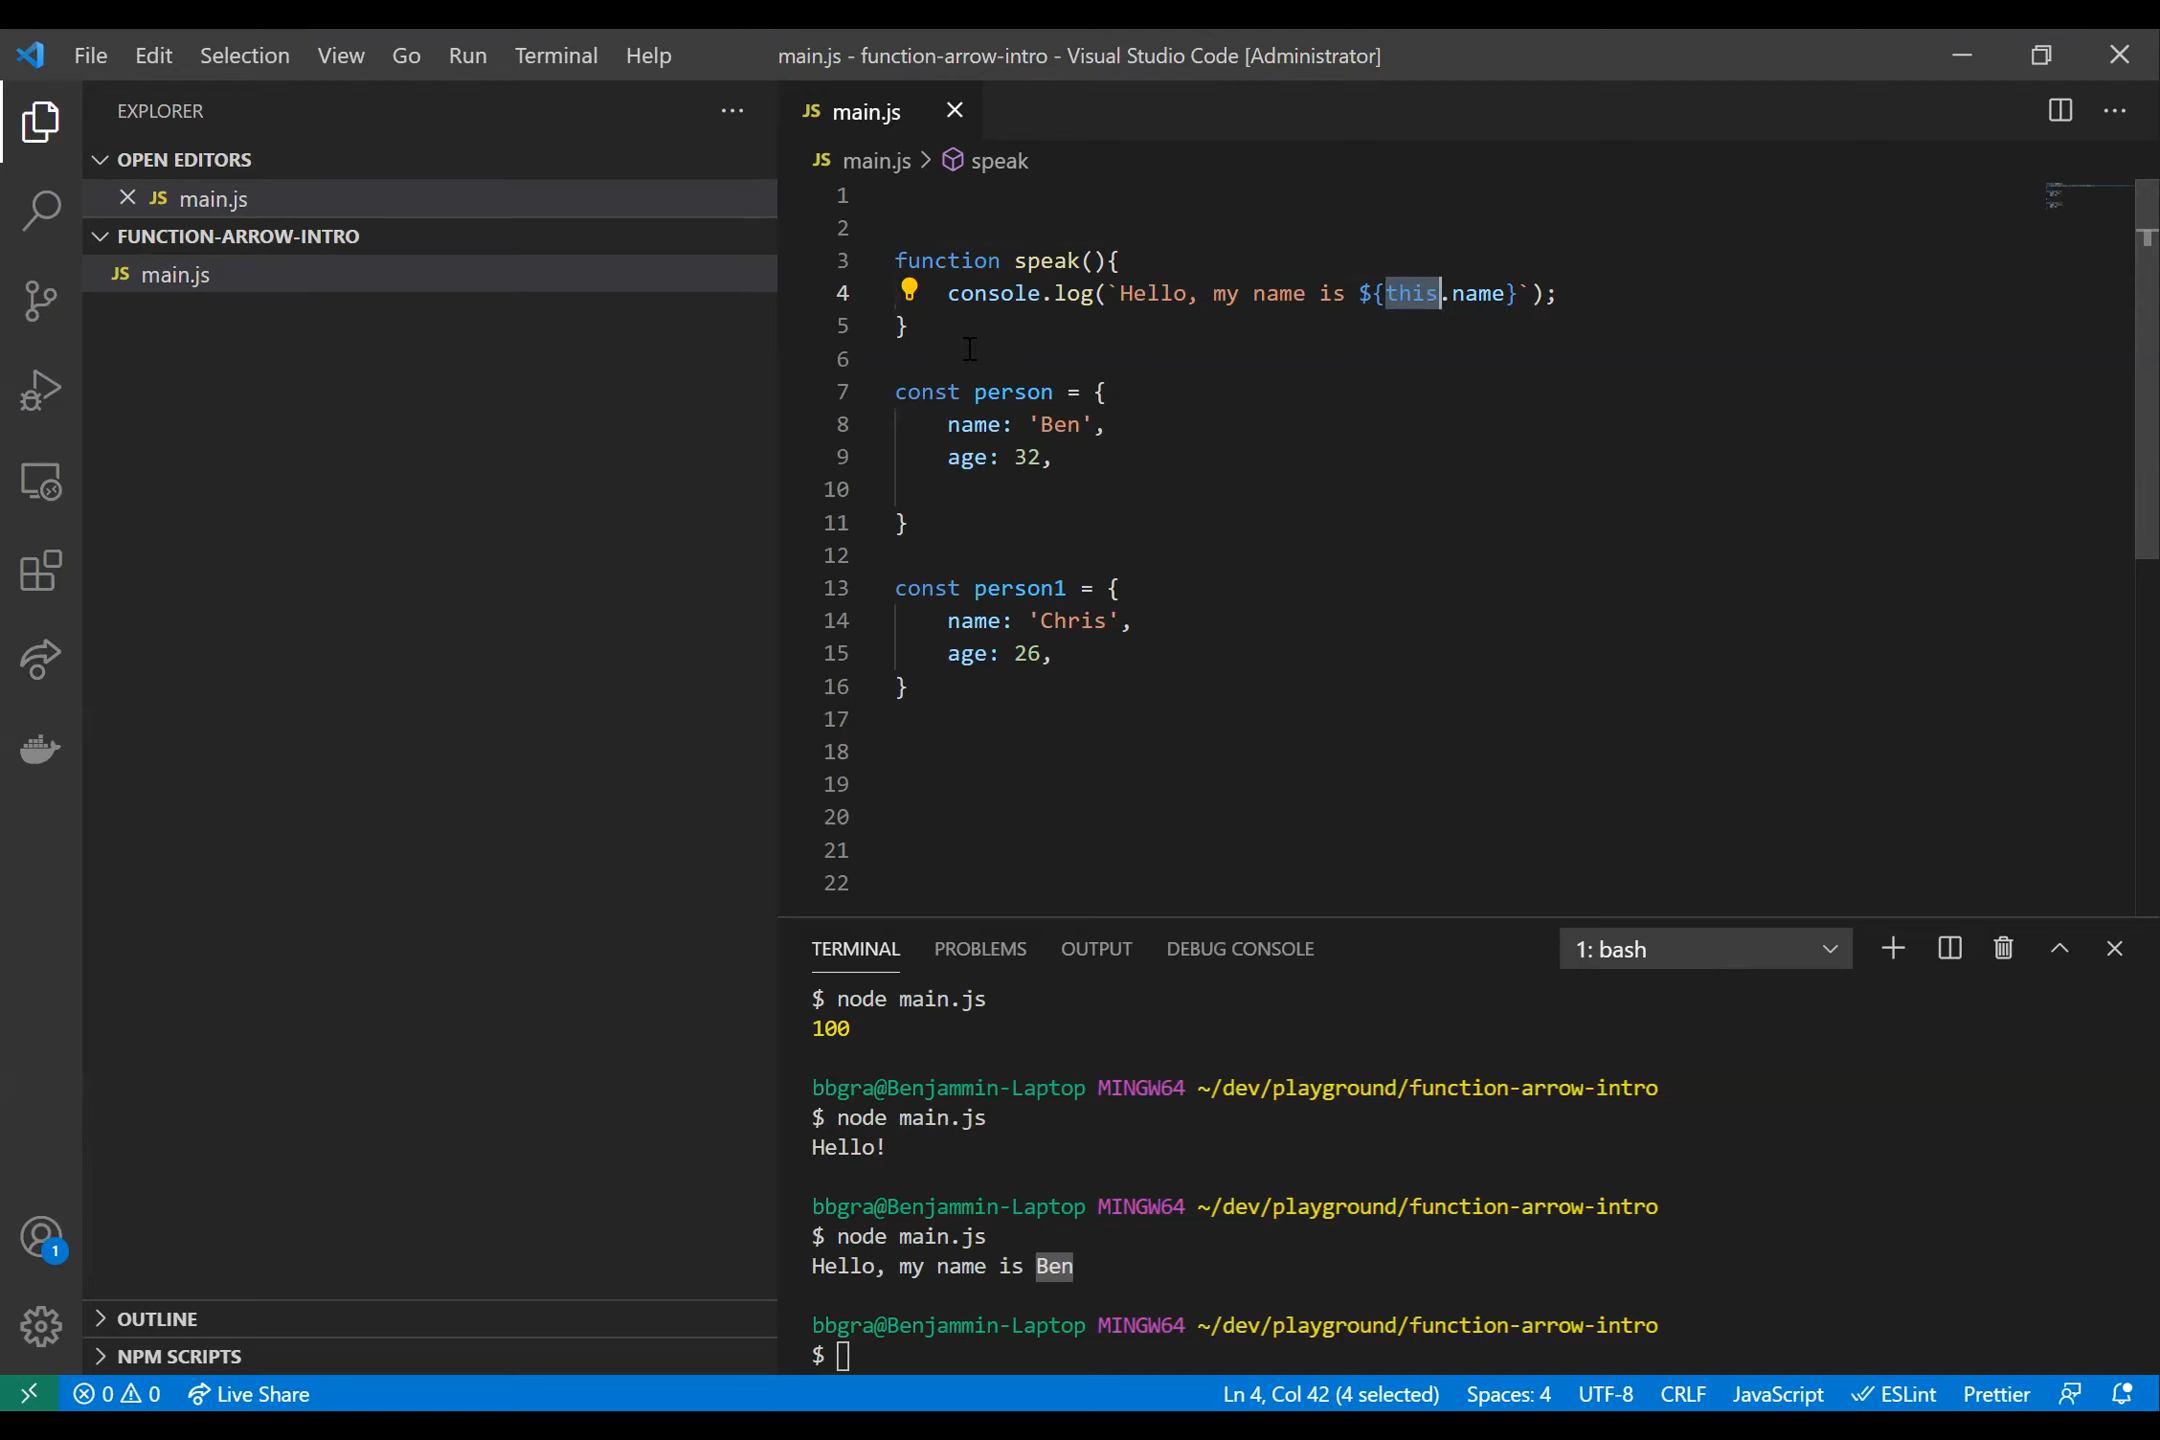 File Edit Selection View Go Run Terminal Help main.js - function-arrow-intro - Visual Studio Code [Administrator]
EXPLORER
OPEN EDITORS
JS main.js
FUNCTION-ARROW-INTRO
JS main.js
OUTLINE
NPM SCRIPTS
1
JS main.js
JS main.js > speak
1
2
3 function speak(){
4 console.log(`Hello, my name is ${this.name}`);
5 }
6
7 const person = {
8 name: 'Ben',
9 age: 32,
10
11 }
12
13 const person1 = {
14 name: 'Chris',
15 age: 26,
16 }
17
18
19
20
21
22
TERMINAL PROBLEMS OUTPUT DEBUG CONSOLE 1: bash
$ node main.js
100
bbgra@Benjammin-Laptop MINGW64 ~/dev/playground/function-arrow-intro
$ node main.js
Hello!
bbgra@Benjammin-Laptop MINGW64 ~/dev/playground/function-arrow-intro
$ node main.js
Hello, my name is Ben
bbgra@Benjammin-Laptop MINGW64 ~/dev/playground/function-arrow-intro
$
0 0 Live Share Ln 4, Col 42 (4 selected) Spaces: 4 UTF-8 CRLF JavaScript ESLint Prettier